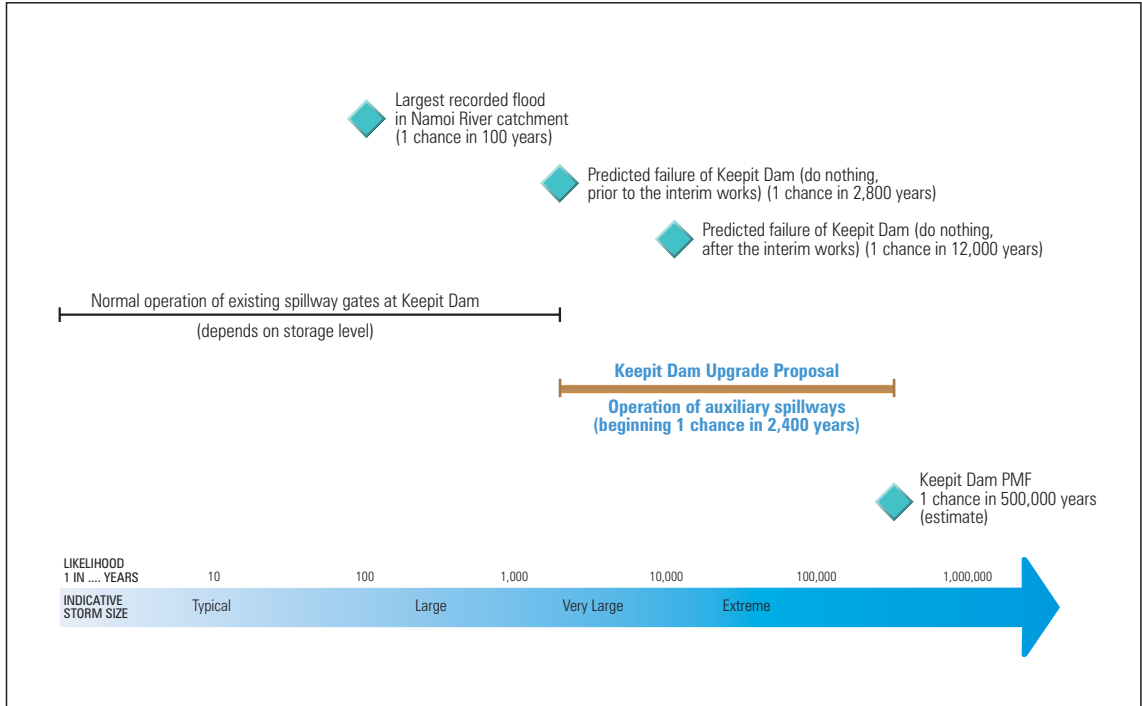 Largest recorded flood
in Namoi River catchment
(1 chance in 100 years)
Predicted failure of Keepit Dam (do nothing,
prior to the interim works) (1 chance in 2,800 years)
Predicted failure of Keepit Dam (do nothing,
after the interim works) (1 chance in 12,000 years)
Normal operation of existing spillway gates at Keepit Dam
(depends on storage level)
Keepit Dam Upgrade Proposal
Operation of auxiliary spillways
(beginning 1 chance in 2,400 years)
Keepit Dam PMF
1 chance in 500,000 years
(estimate)
LIKELIHOOD
1 IN .... YEARS 10 100 1,000 10,000 100,000 1,000,000
INDICATIVE
STORM SIZE Typical Large Very Large Extreme